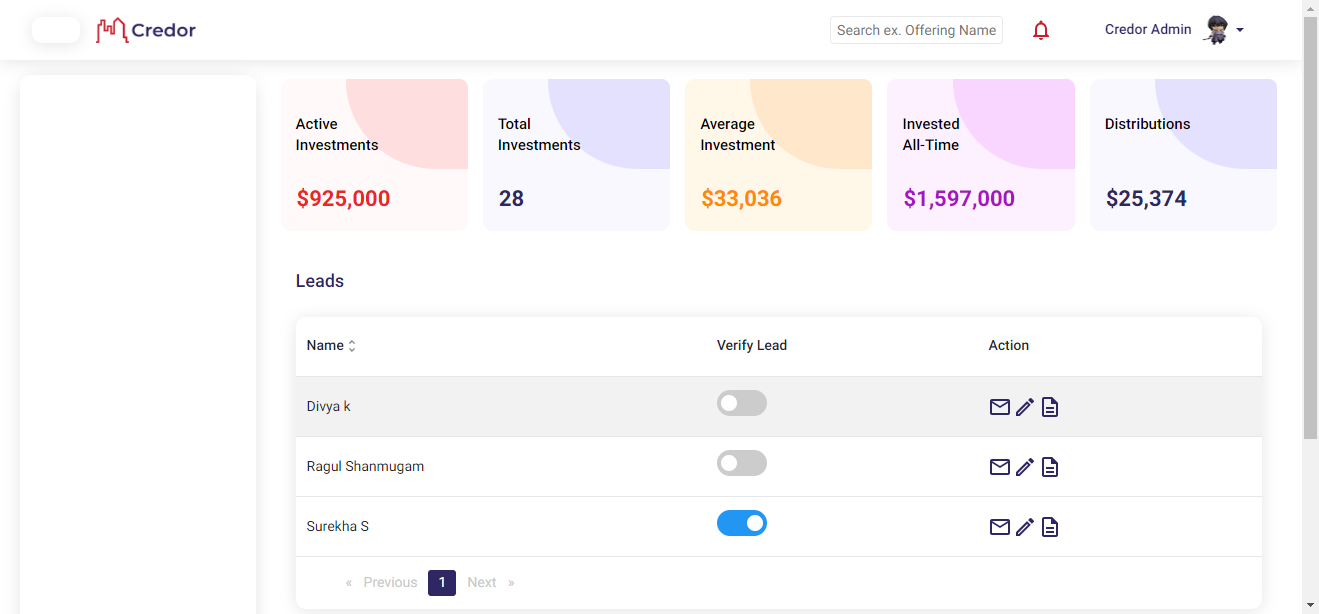 Credor
Search ex. Offering Name
Credor Admin
Active
Investments
$925,000
Total
Investments
28
Average
Investment
$33,036
Invested
All-Time
$1,597,000
Distributions
$25,374
Leads
Name Verify Lead Action
Divya k
Ragul Shanmugam
Surekha S
« Previous 1 Next »